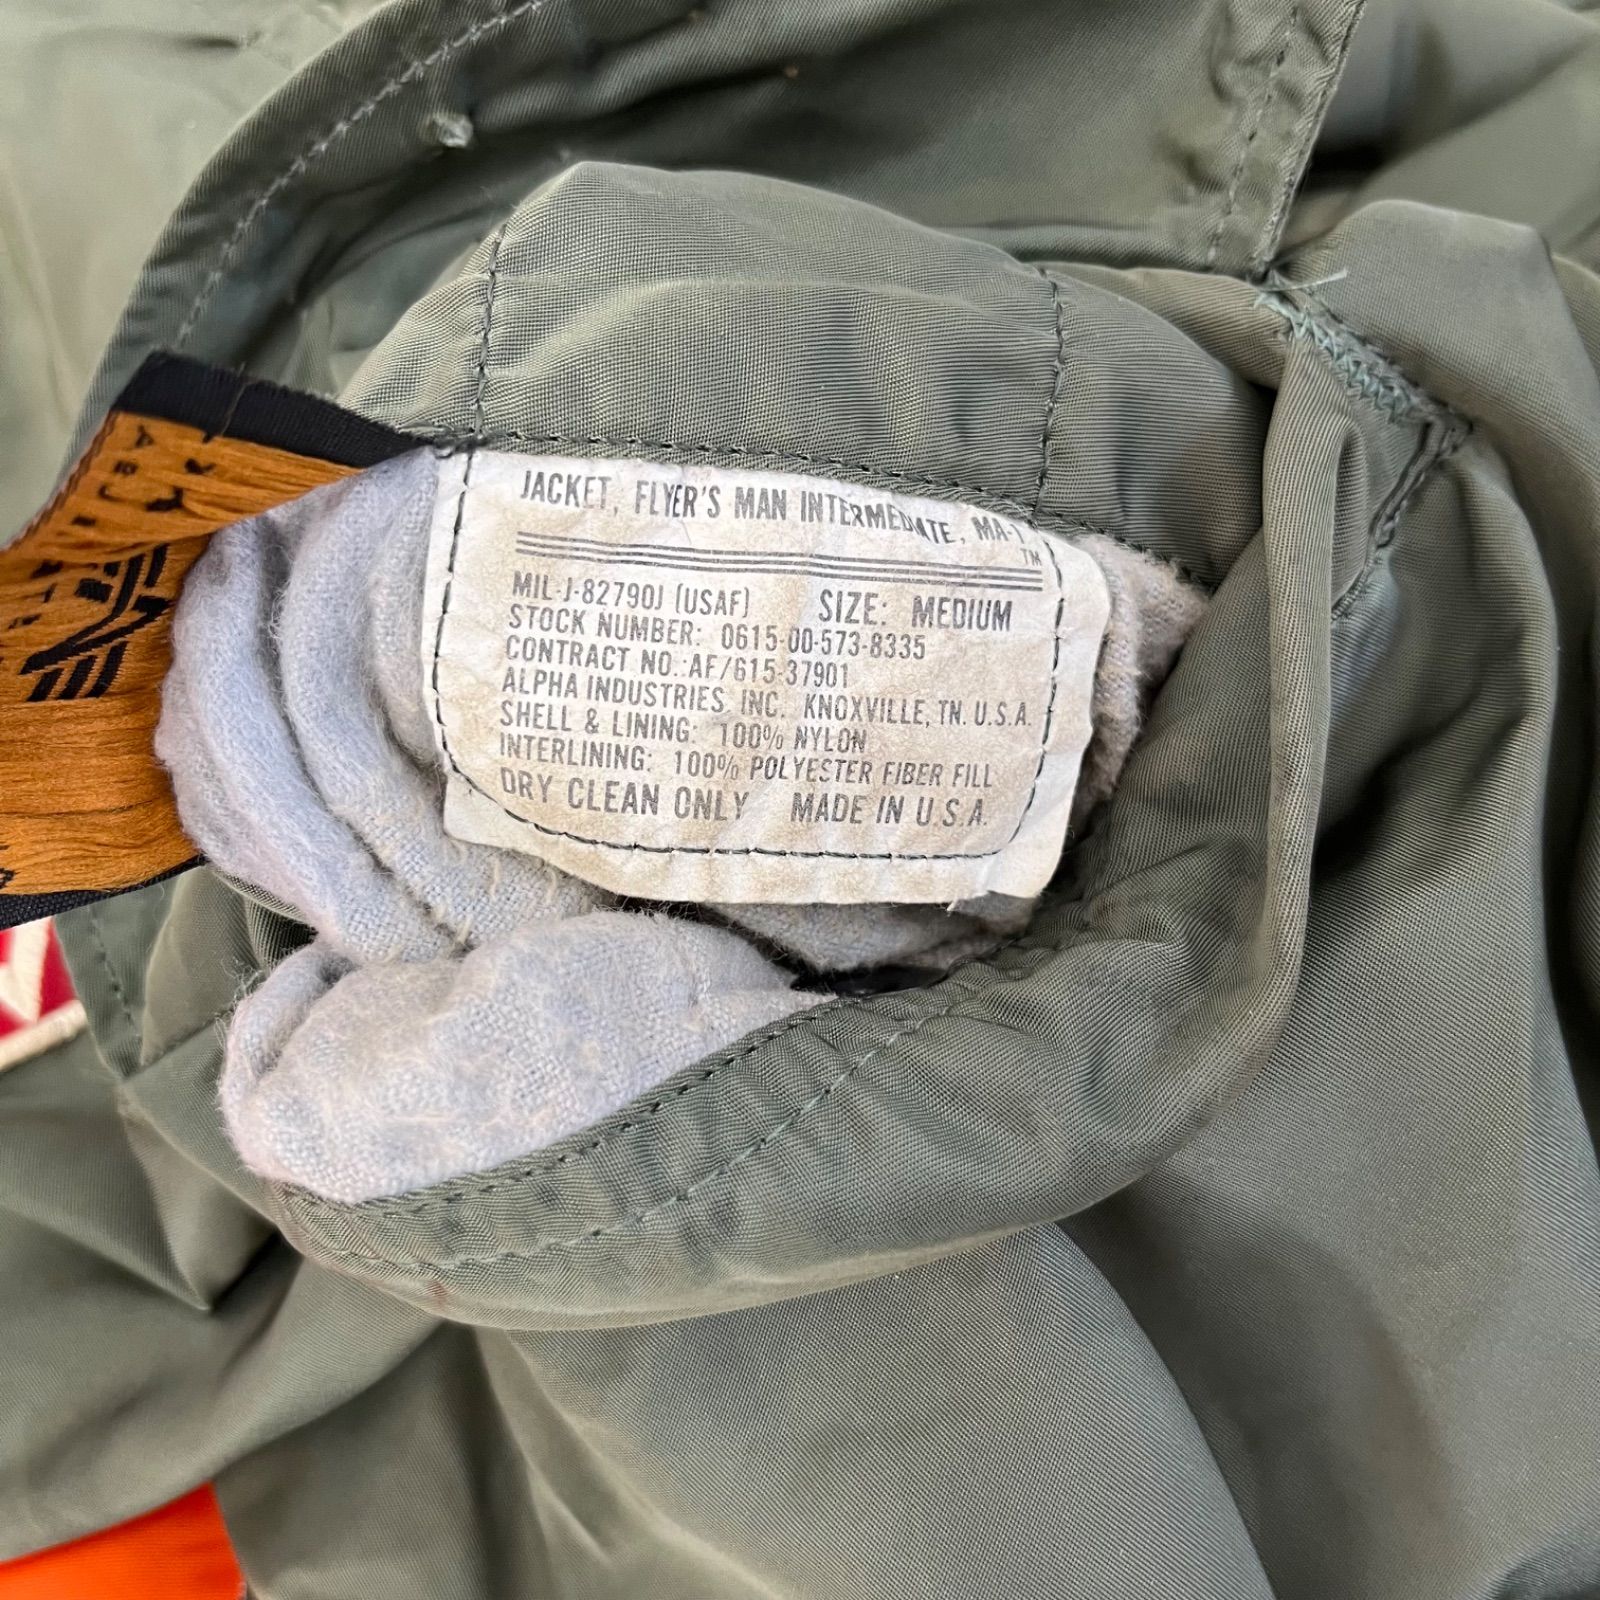 JACKET, FLYER'S MAN INTERMEDIATE, MA-1
TM
MIL-J-82790J (USAF) SIZE: MEDIUM
STOCK NUMBER: 0615-00-573-8335
CONTRACT NO.:AF/615-37901
ALPHA INDUSTRIES, INC. KNOXVILLE, TN. U.S.A.
SHELL & LINING: 100% NYLON
INTERLINING: 100% POLYESTER FIBER FILL
DRY CLEAN ONLY MADE IN U.S.A.